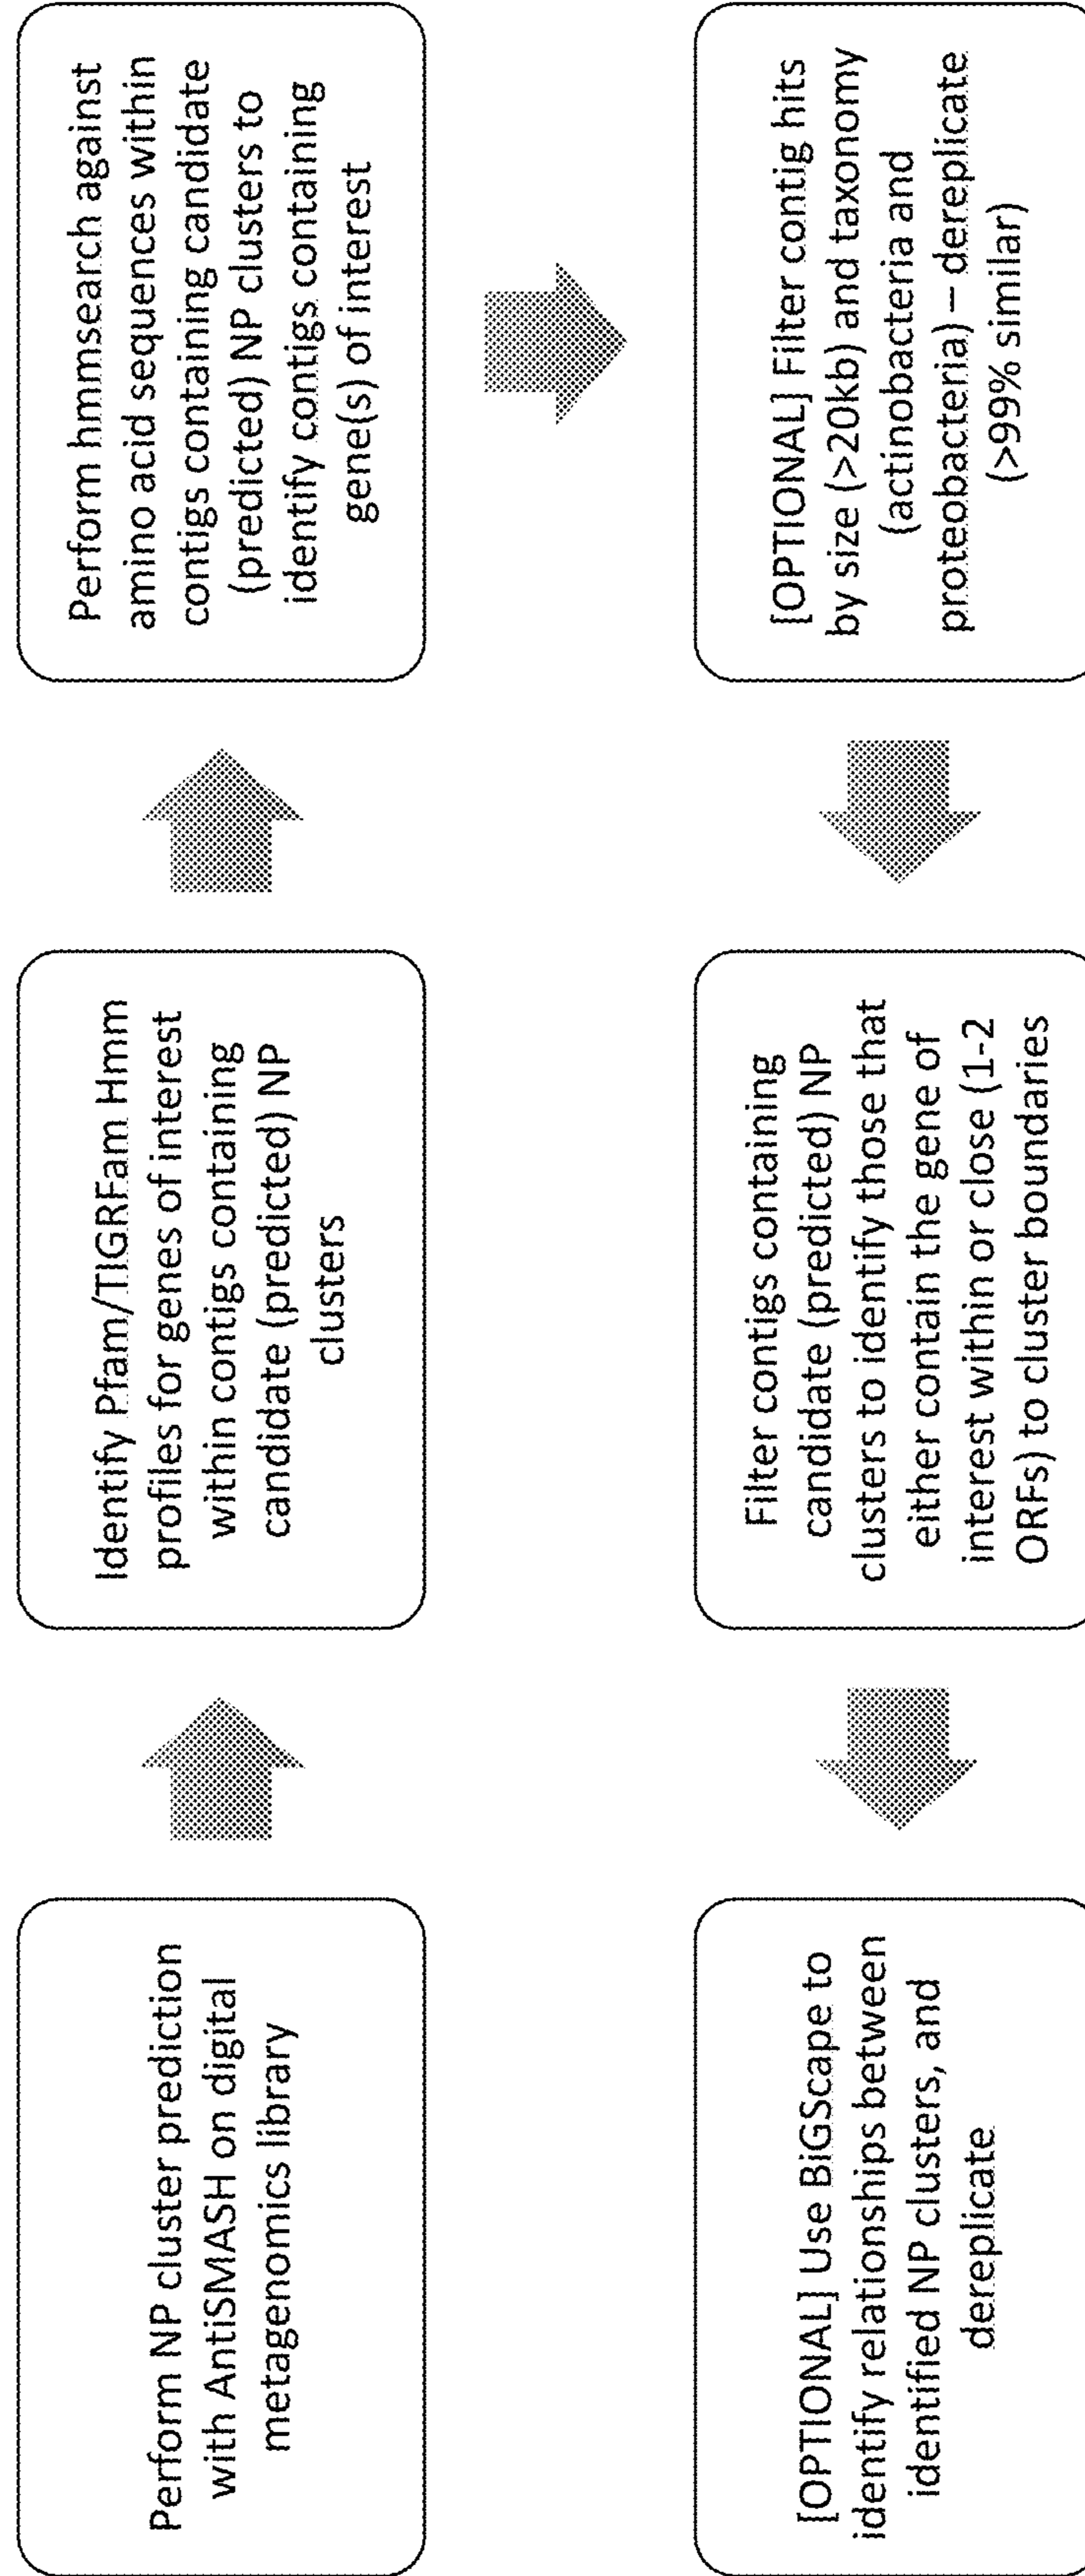 Perform NP cluster prediction
with AntiSMASH on digital
metagenomics library
Identify Pfam/TIGRFam Hmm
profiles for genes of interest
within contigs containing
candidate (predicted) NP
clusters
Perform hmmsearch against
amino acid sequences within
contigs containing candidate
(predicted) NP clusters to
identify contigs containing
gene(s) of interest
[OPTIONAL] Filter contig hits
by size (>20kb) and taxonomy
(actinobacteria and
proteobacteria) – dereplicate
(>99% similar)
Filter contigs containing
candidate (predicted) NP
clusters to identify those that
either contain the gene of
interest within or close (1-2
ORFs) to cluster boundaries
[OPTIONAL] Use BiGScape to
identify relationships between
identified NP clusters, and
dereplicate